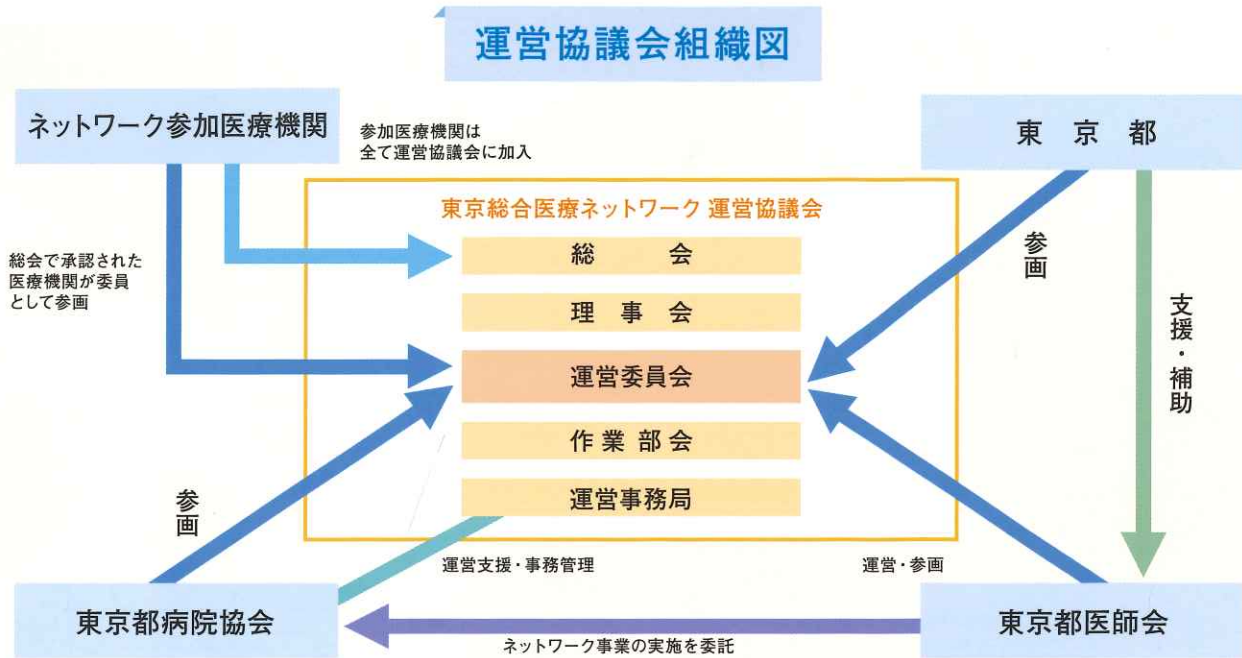 運営協議会組織図
ネットワーク参加医療機関
参加医療機関は
全て運営協議会に加入
東京都
東京総合医療ネットワーク 運営協議会
総会
理事会
運営委員会
作業部会
運営事務局
総会で承認された
医療機関が委員
として参画
参画
支援・補助
参画
運営支援・事務管理
運営・参画
東京都病院協会
東京都医師会
ネットワーク事業の実施を委託